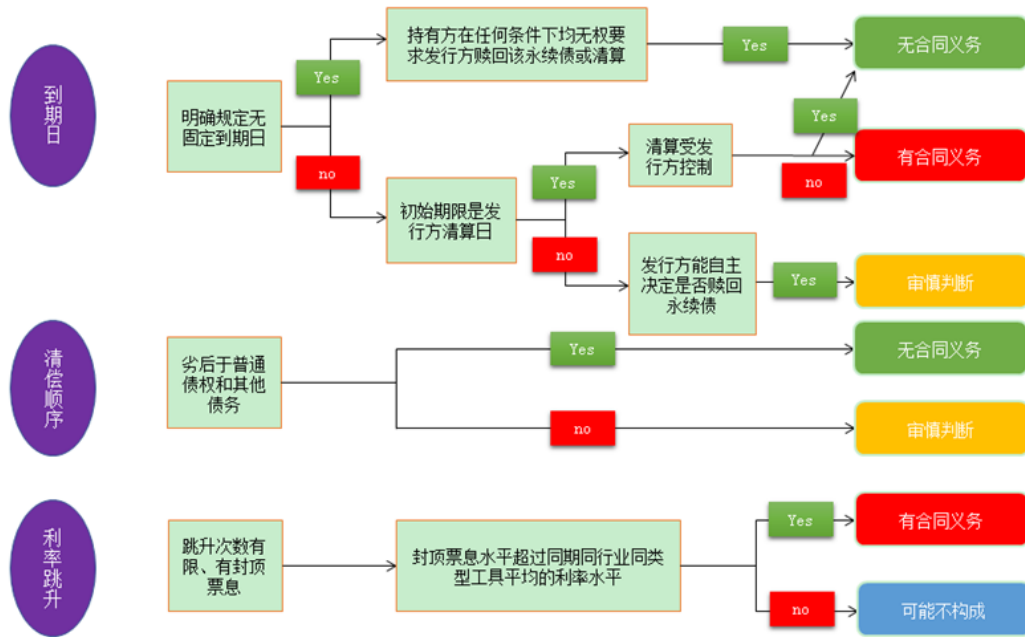 到期日
明确规定无
固定到期日
Yes
持有方在任何条件下均无权要
求发行方赎回该永续债或清算
Yes
无合同义务
no
初始期限是发
行方清算日
Yes
清算受发
行方控制
Yes
no
有合同义务
no
发行方能自主
决定是否赎回
永续债
Yes
审慎判断
清偿顺序
劣后于普通
债权和其他
债务
Yes
无合同义务
no
审慎判断
利率跳升
跳升次数有
限、有封顶
票息
封顶票息水平超过同期同行业同类
型工具平均的利率水平
Yes
有合同义务
no
可能不构成